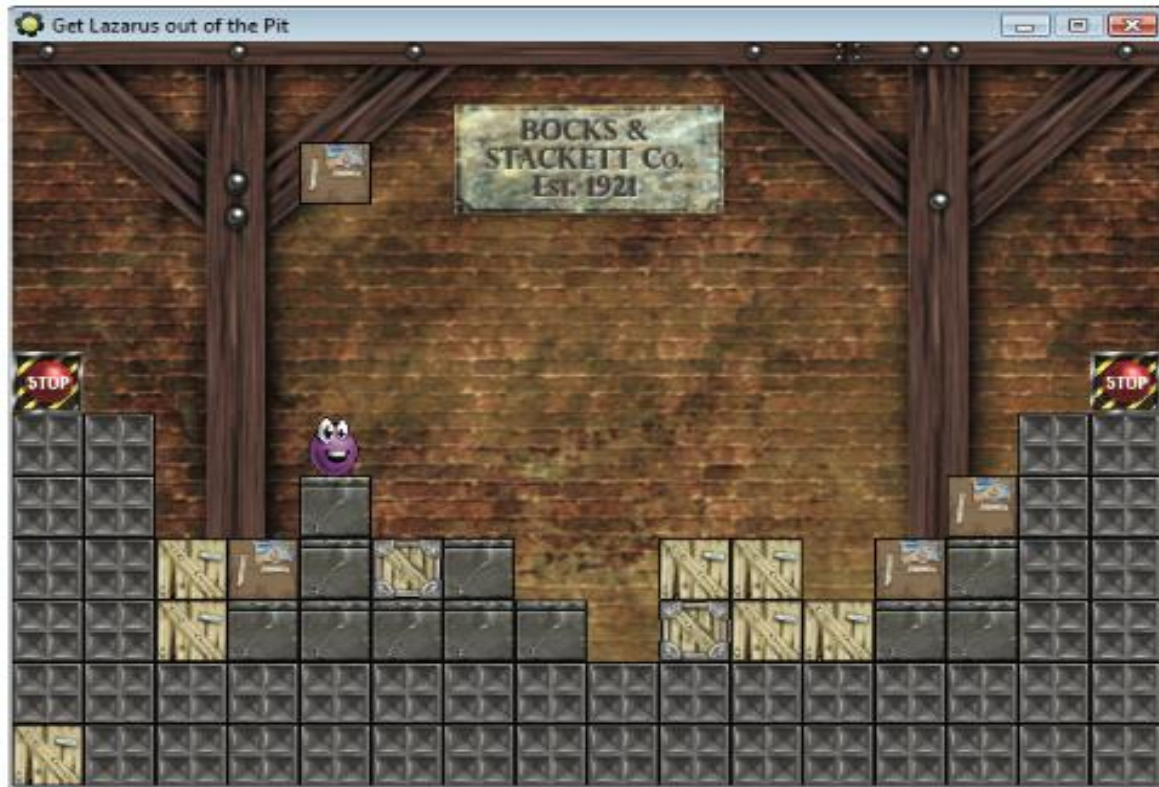 Get Lazarus out of the Pit
BOCKS &
STACKETT Co.
Est. 1921
STOP
STOP